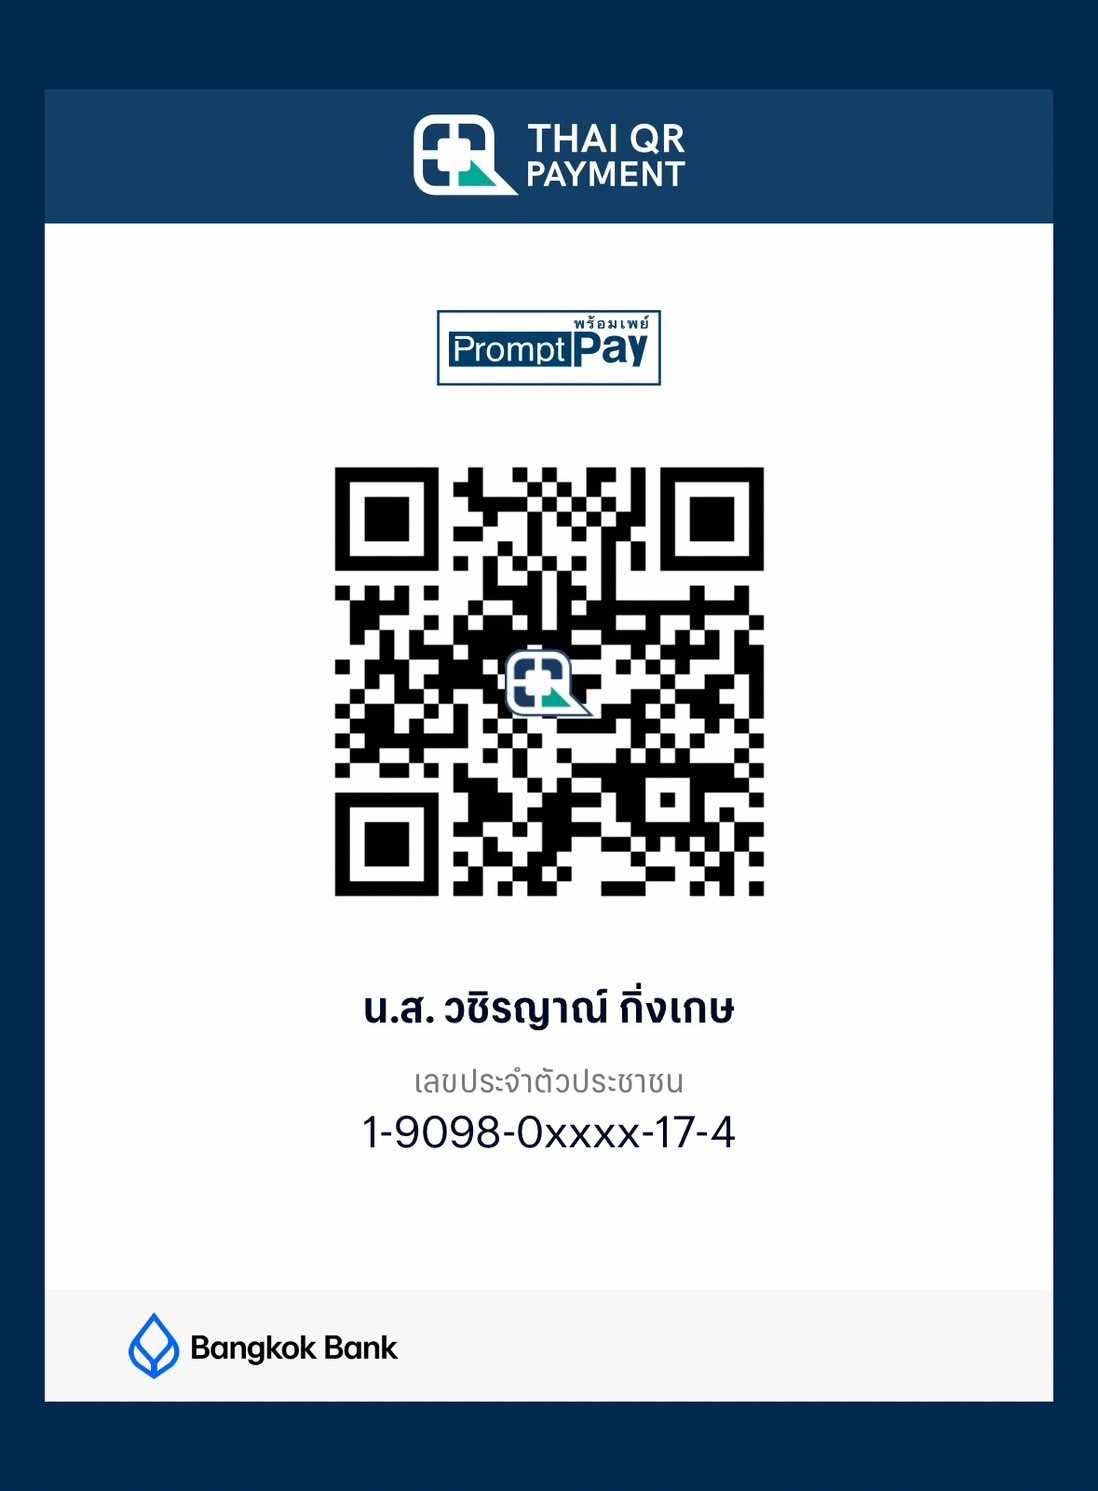 THAI QR
PAYMENT
พร้อมเพย์
PromptPay
น.ส. วชิรญาณ์ กิ่งเกษ
เลขประจำตัวประชาชน
1-9098-0xxxx-17-4
Bangkok Bank